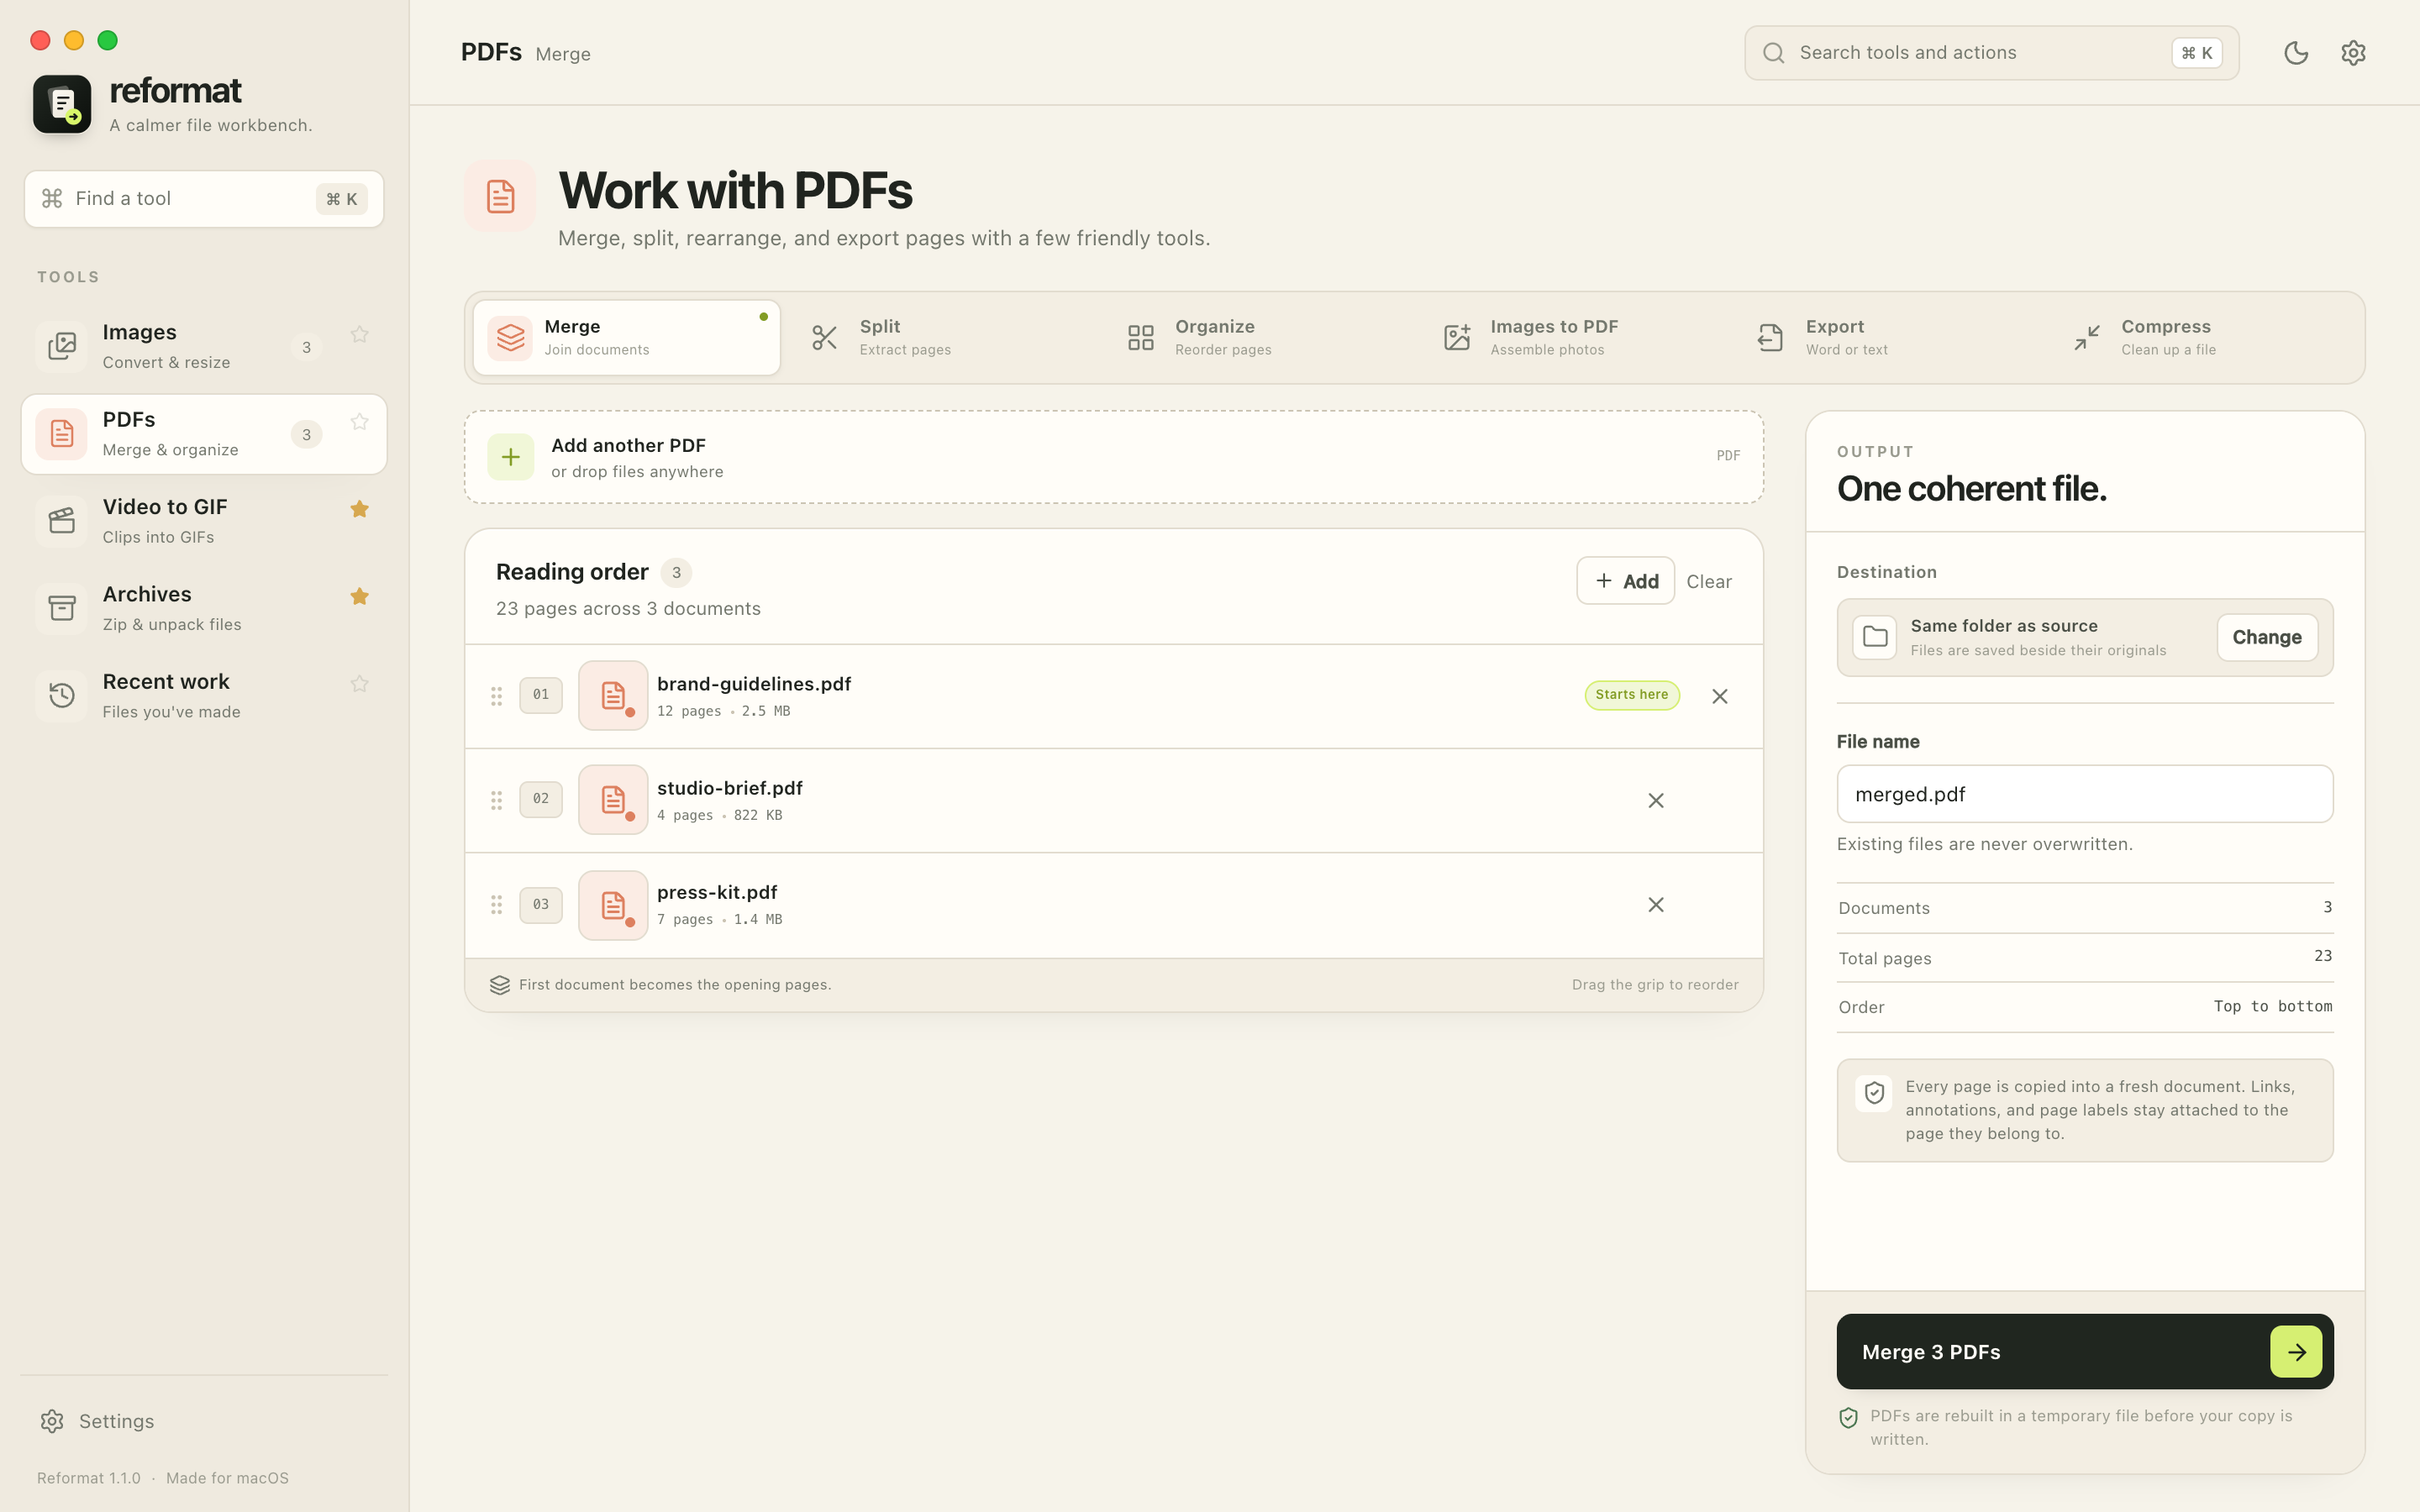 reformat
A calmer file workbench.
Find a tool
⌘ K
TOOLS
Images
Convert & resize
3
PDFs
Merge & organize
3
Video to GIF
Clips into GIFs
Archives
Zip & unpack files
Recent work
Files you've made
Settings
Reformat 1.1.0 · Made for macOS
PDFs Merge
Search tools and actions
⌘ K
Work with PDFs
Merge, split, rearrange, and export pages with a few friendly tools.
Merge
Join documents
Split
Extract pages
Organize
Reorder pages
Images to PDF
Assemble photos
Export
Word or text
Compress
Clean up a file
Add another PDF
or drop files anywhere
PDF
Reading order 3
23 pages across 3 documents
Add
Clear
01
brand-guidelines.pdf
12 pages • 2.5 MB
Starts here
02
studio-brief.pdf
4 pages • 822 KB
03
press-kit.pdf
7 pages • 1.4 MB
First document becomes the opening pages.
Drag the grip to reorder
OUTPUT
One coherent file.
Destination
Same folder as source
Files are saved beside their originals
Change
File name
merged.pdf
Existing files are never overwritten.
Documents 3
Total pages 23
Order Top to bottom
Every page is copied into a fresh document. Links,
annotations, and page labels stay attached to the
page they belong to.
Merge 3 PDFs
PDFs are rebuilt in a temporary file before your copy is
written.